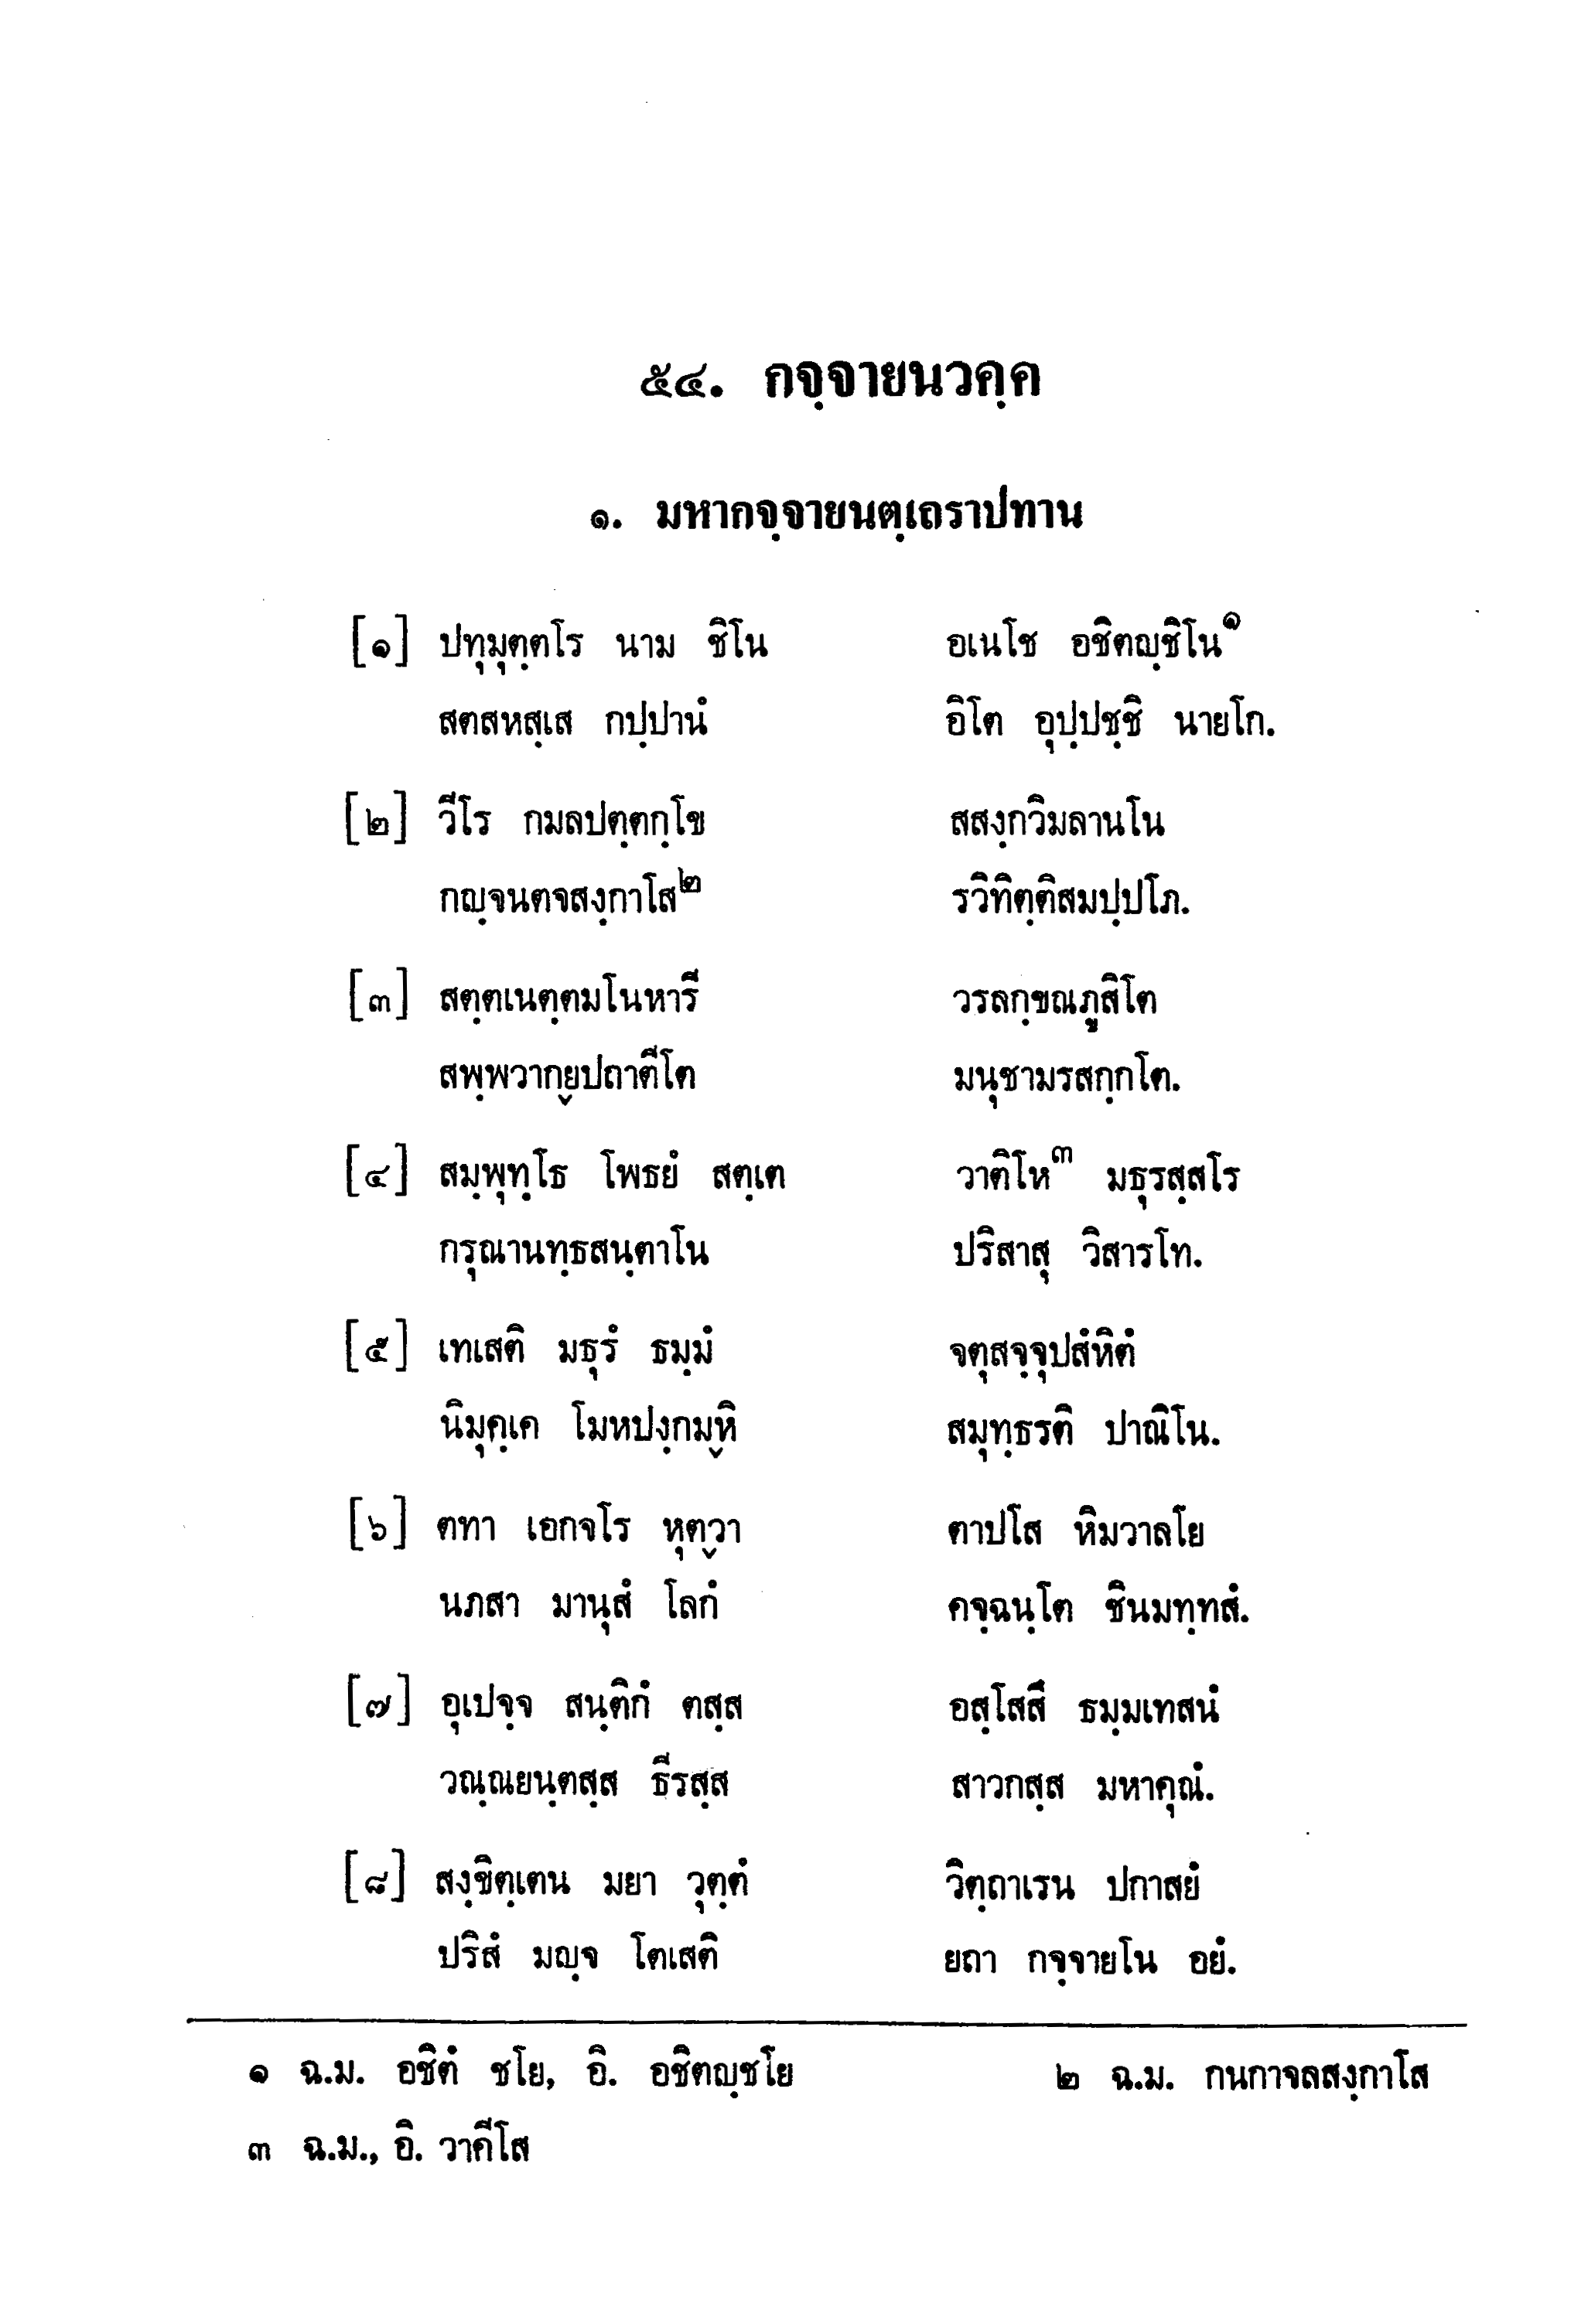 ๕๔. กจฺจายนวคฺค
๑. มหากจฺจายนตฺเถราปทาน
[๑] ปทุมุตฺตโร นาม ชิโน อเนโช อชิตญฺชิโน๑
สตสหสฺเส กปฺปานํ อิโต อุปฺปชฺชิ นายโก.
[๒] วีโร กมลปตฺตกฺโข สสงฺกวิมลานโน
กญฺจนตจสงฺกาโส๒ รวิทิตฺติสมปฺปโภ.
[๓] สตฺตเนตฺตมโนหารี วรลกฺขณภูสิโต
สพฺพวากฺยปถาตีโต มนุชามรสกฺกโต.
[๔] สมฺพุทฺโธ โพธยํ สตฺเต วาติโห๓ มธุรสฺสโร
กรุณานทฺธสนฺตาโน ปริสาสุ วิสารโท.
[๕] เทเสติ มธุรํ ธมฺมํ จตุสจฺจุปสํหิตํ
นิมุคฺเค โมหปงฺกมฺหิ สมุทฺธรติ ปาณิโน.
[๖] ตทา เอกจโร หุตฺวา ตาปโส หิมวาลโย
นภสา มานุสํ โลกํ คจฺฉนฺโต ชินมทฺทสํ.
[๗] อุเปจฺจ สนฺติกํ ตสฺส อสฺโสสึ ธมฺมเทสนํ
วณฺณยนฺตสฺส ธีรสฺส สาวกสฺส มหาคุณํ.
[๘] สงฺขิตฺเตน มยา วุตฺตํ วิตฺถาเรน ปกาสยํ
ปริสํ มญฺจ โตเสติ ยถา กจฺจายโน อยํ.
๑ ฉ.ม. อชิตํ ชโย, อิ. อชิตญฺชโย ๒ ฉ.ม. กนกาจลสงฺกาโส
๓ ฉ.ม., อิ. วาคีโส